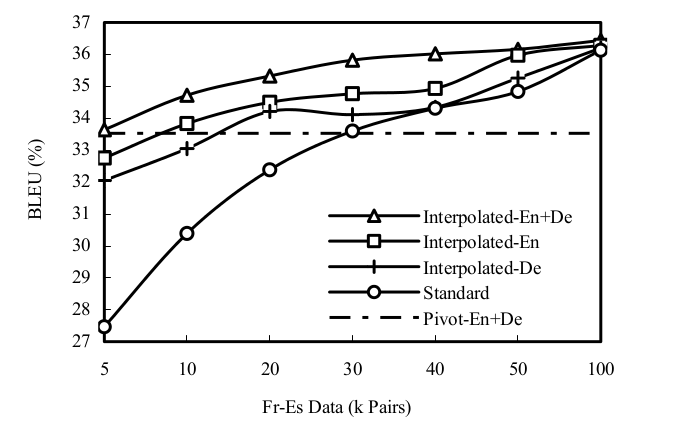 37
36
35
34
33
32
31
30
29
28
27
BLEU (%)
Interpolated-En+De
Interpolated-En
Interpolated-De
Standard
Pivot-En+De
5 10 20 30 40 50 100
Fr-Es Data (k Pairs)